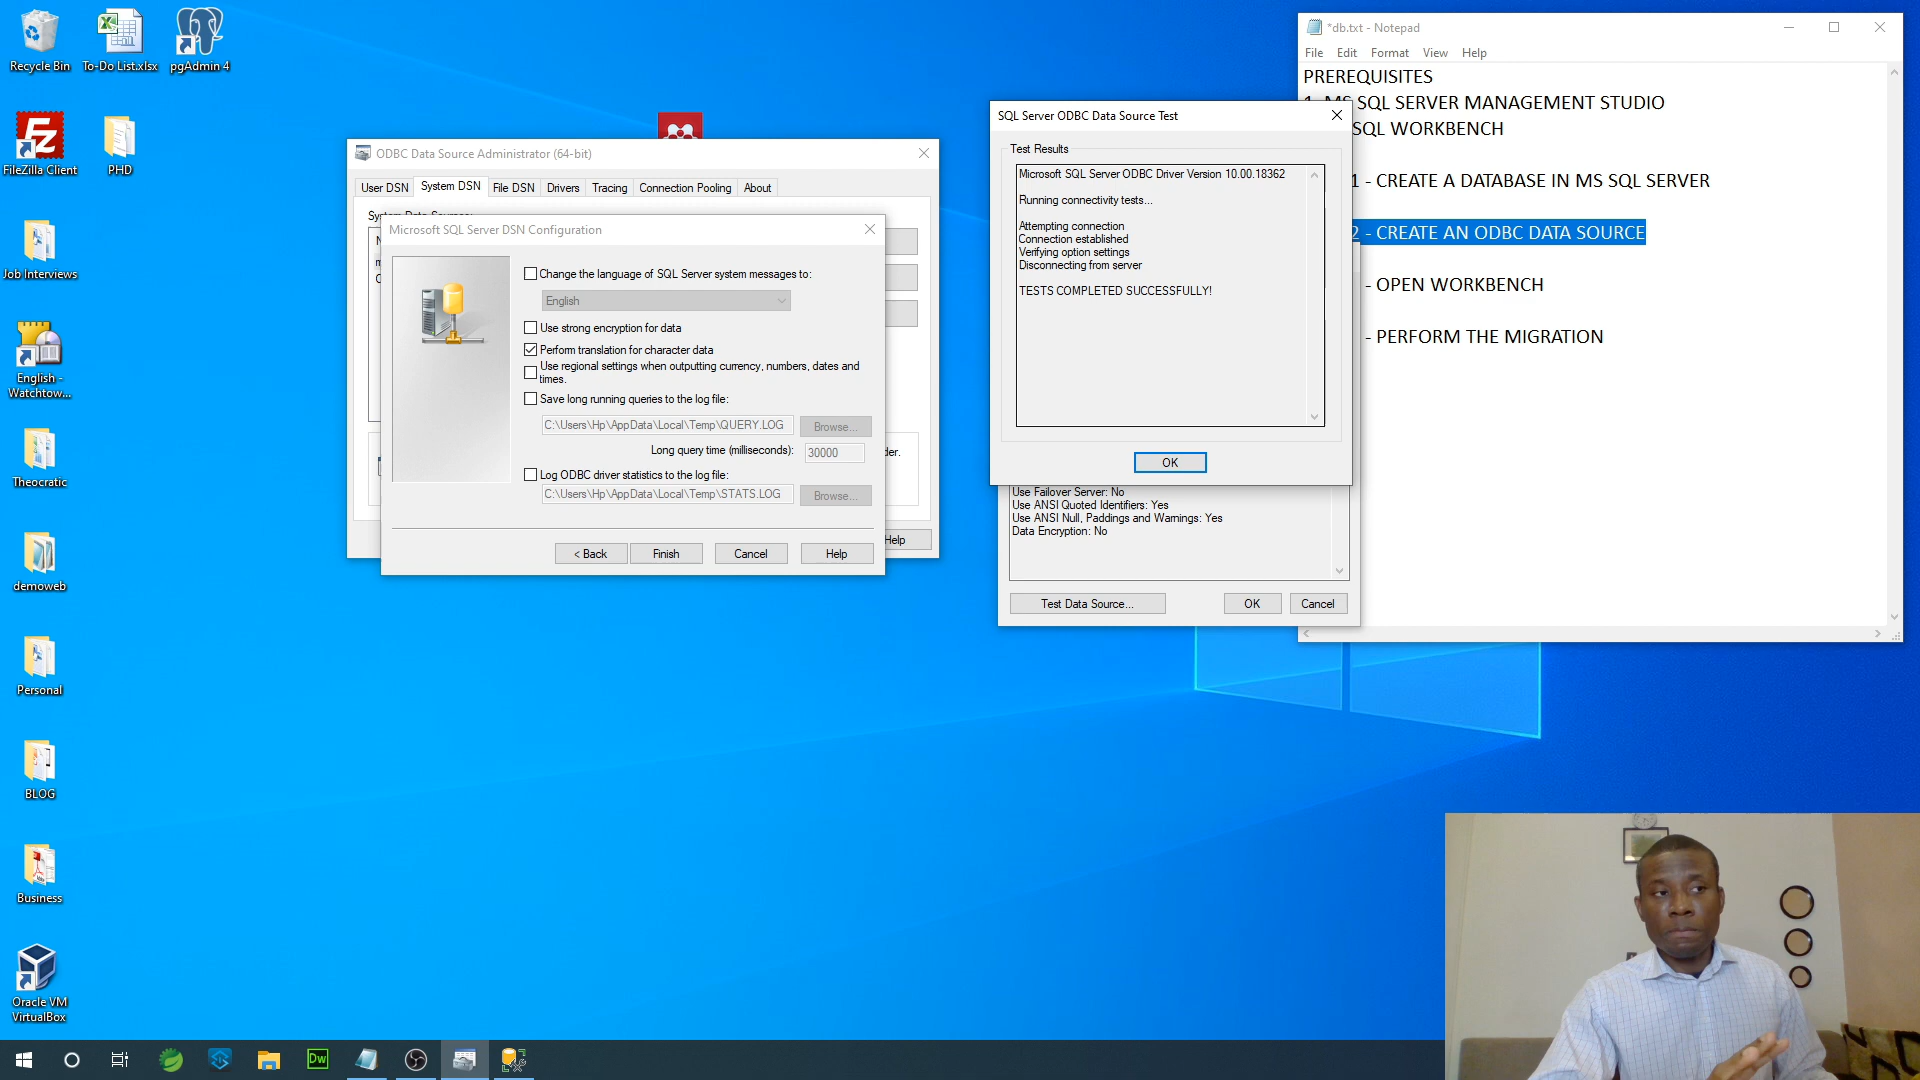 Recycle Bin
To-Do List.xlsx
pgAdmin 4
FileZilla Client
PHD
Job Interviews
English -
Watchtow...
Theocratic
demoweb
Personal
BLOG
Business
Oracle VM
VirtualBox
ODBC Data Source Administrator (64-bit)
User DSN
System DSN
File DSN
Drivers
Tracing
Connection Pooling
About
Help
Microsoft SQL Server DSN Configuration
Change the language of SQL Server system messages to:
English
Use strong encryption for data
Perform translation for character data
Use regional settings when outputting currency, numbers, dates and
times.
Save long running queries to the log file:
C:\Users\Hp\AppData\Local\Temp\QUERY.LOG
Browse...
Long query time (milliseconds):
30000
Log ODBC driver statistics to the log file:
C:\Users\Hp\AppData\Local\Temp\STATS.LOG
Browse...
< Back
Finish
Cancel
Help
SQL Server ODBC Data Source Test
Test Results
Microsoft SQL Server ODBC Driver Version 10.00.18362
Running connectivity tests...
Attempting connection
Connection established
Verifying option settings
Disconnecting from server
TESTS COMPLETED SUCCESSFULLY!
OK
Use Failover Server: No
Use ANSI Quoted Identifiers: Yes
Use ANSI Null, Paddings and Warnings: Yes
Data Encryption: No
Test Data Source...
OK
Cancel
*db.txt - Notepad
File
Edit
Format
View
Help
PREREQUISITES
1. MS SQL SERVER MANAGEMENT STUDIO
SQL WORKBENCH
1 - CREATE A DATABASE IN MS SQL SERVER
2 - CREATE AN ODBC DATA SOURCE
- OPEN WORKBENCH
- PERFORM THE MIGRATION
Dw